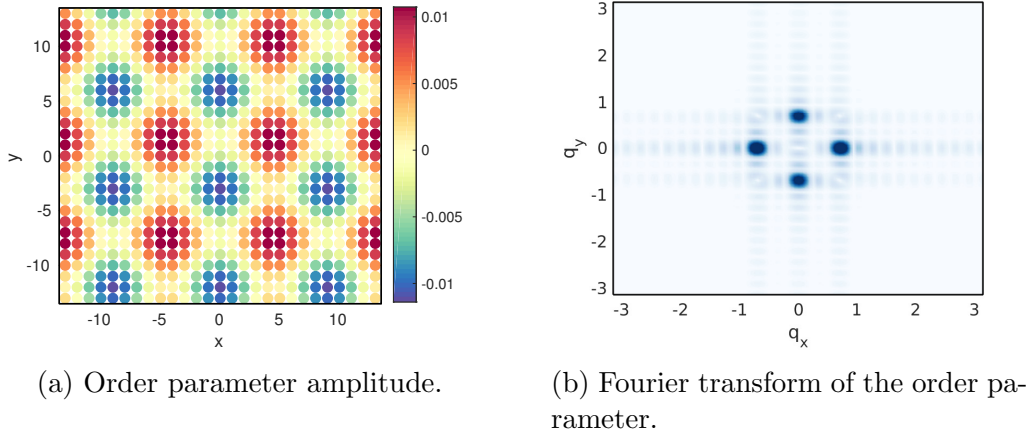 10
5
0
-5
-10
y
-10 -5 0 5 10
x
0.01
0.005
0
-0.005
-0.01
3
2
1
0
-1
-2
-3
q_y
-3 -2 -1 0 1 2 3
q_x
(a) Order parameter amplitude.
(b) Fourier transform of the order pa-
rameter.